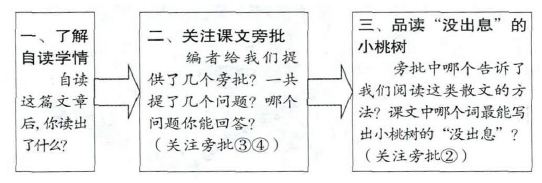 一、了解
自读学情
自读
这篇文章
后,你读出
了什么?
二、关注课文旁批
编者给我们提
供了几个旁批?一共
提了几个问题?哪个
问题你能回答?
(关注旁批③④)
三、品读“没出息”的
小桃树
旁批中哪个告诉了
我们阅读这类散文的方
法?课文中哪个词最能写
出小桃树的“没出息”?
(关注旁批②)